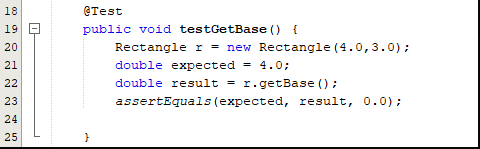 18 @Test
19 public void testGetBase() {
20 Rectangle r = new Rectangle(4.0,3.0);
21 double expected = 4.0;
22 double result = r.getBase();
23 assertEquals(expected, result, 0.0);
24
25 }